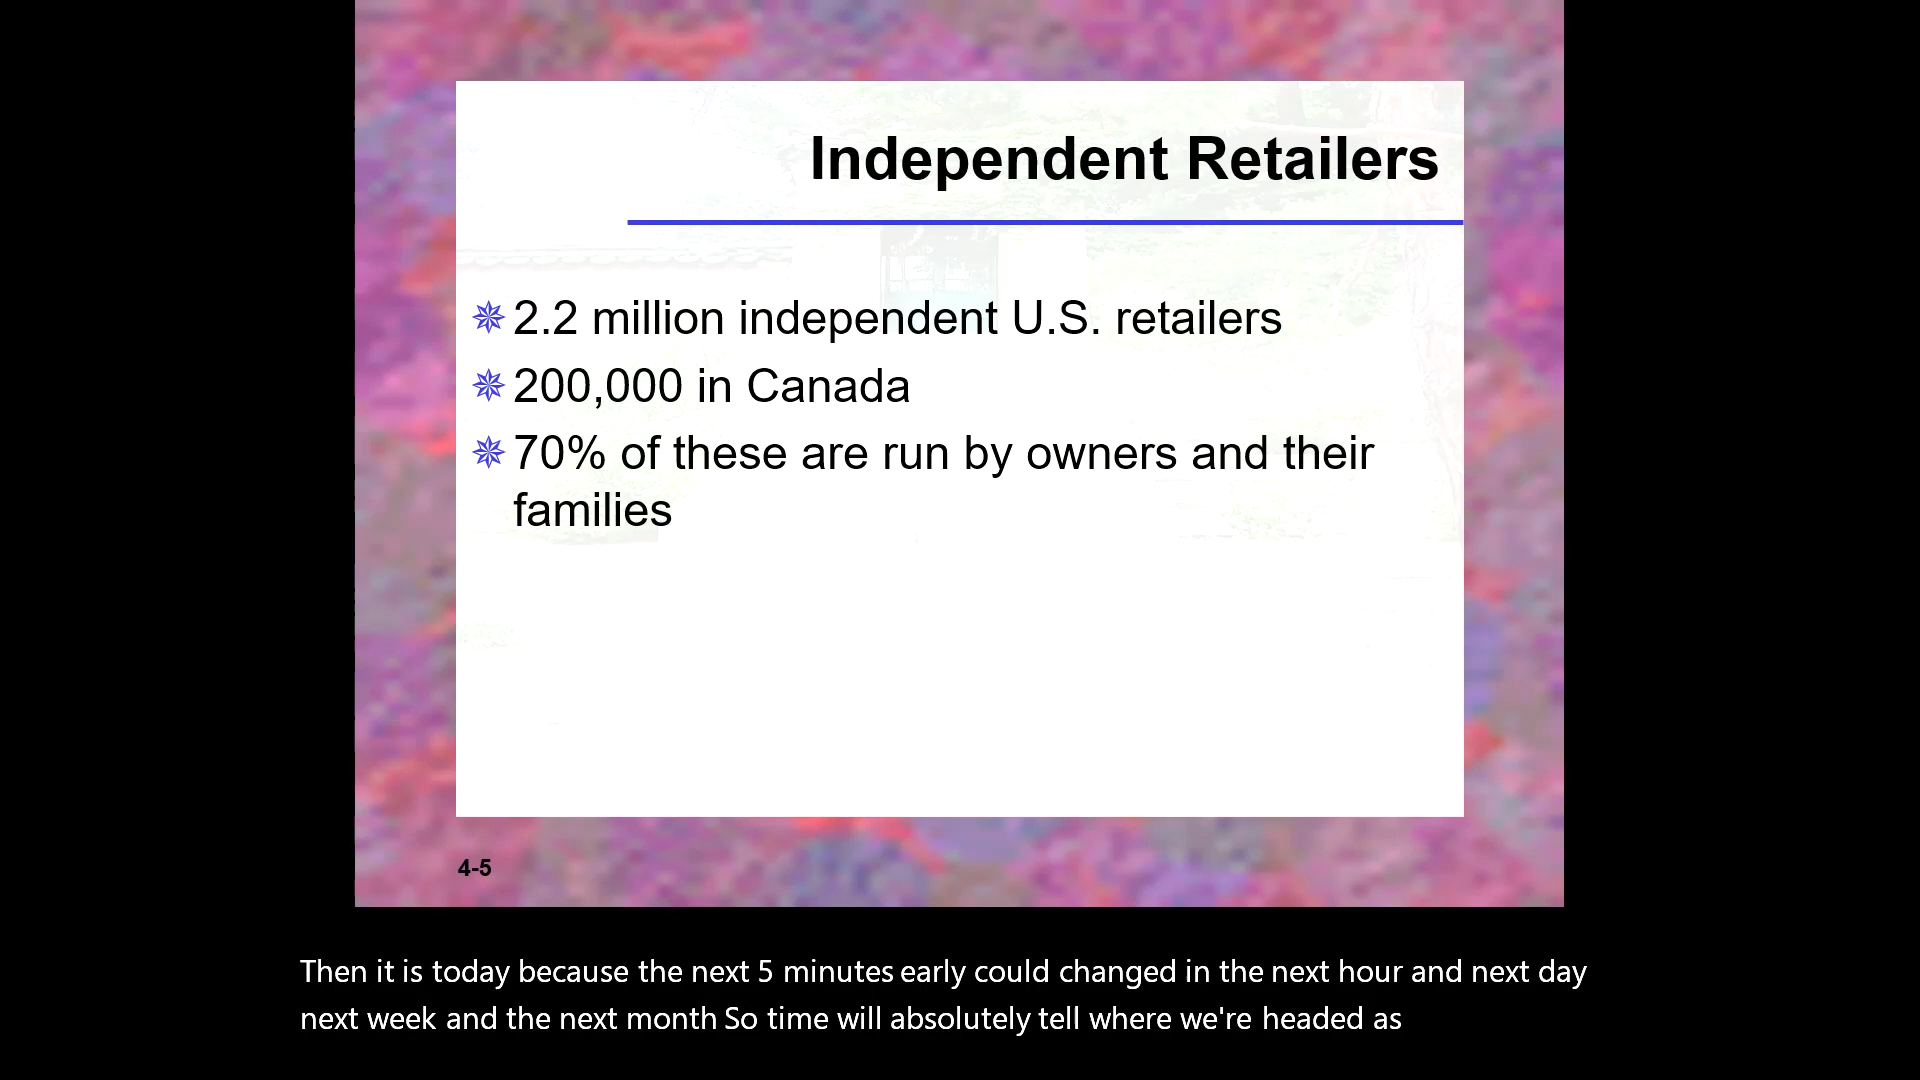 Independent Retailers
2.2 million independent U.S. retailers
200,000 in Canada
70% of these are run by owners and their
families
4-5
Then it is today because the next 5 minutes early could changed in the next hour and next day
next week and the next month So time will absolutely tell where we're headed as